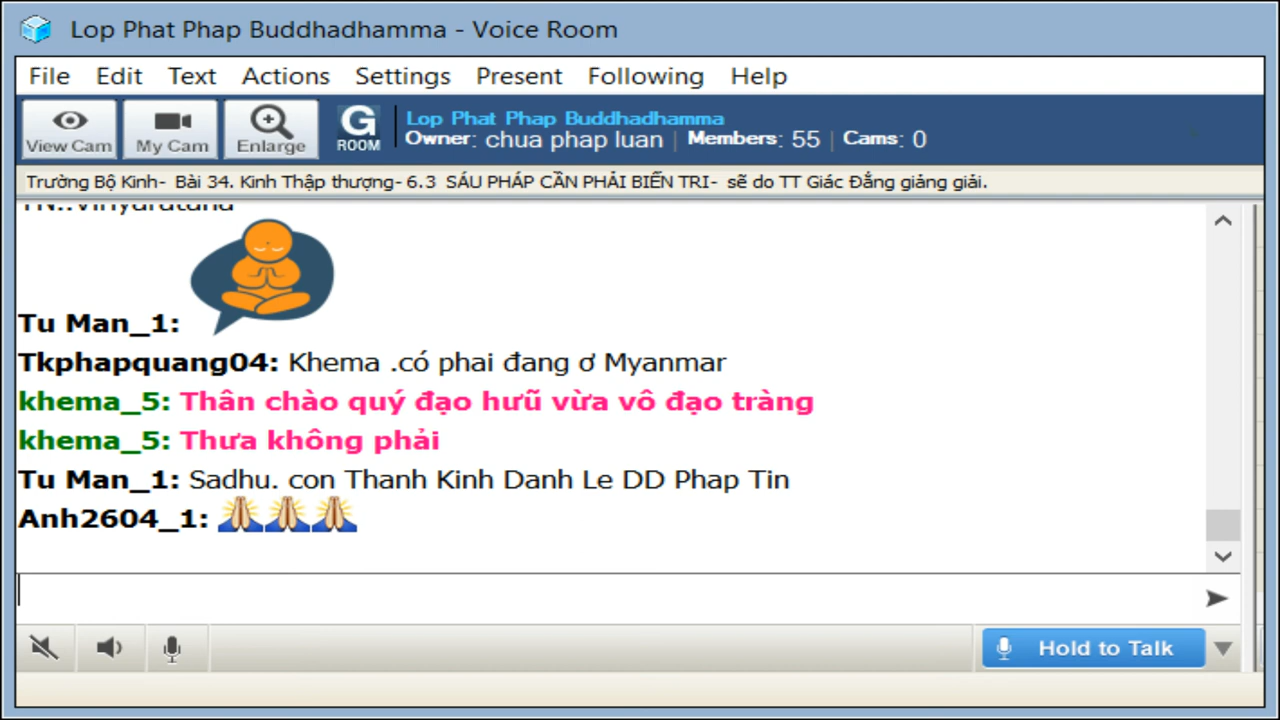 Lop Phat Phap Buddhadhamma - Voice Room
File Edit Text Actions Settings Present Following Help
View Cam My Cam Enlarge G ROOM
Lop Phat Phap Buddhadhamma
Owner: chua phap luan | Members: 55 | Cams: 0
Trường Bộ Kinh- Bài 34. Kinh Thập thượng- 6.3 SÁU PHÁP CẦN PHẢI BIẾN TRI- sẽ do TT Giác Đẳng giảng giải.
Tu Man_1:
Tkphapquang04: Khema .có phai đang ơ Myanmar
khema_5: Thân chào quý đạo hưũ vừa vô đạo tràng
khema_5: Thưa không phải
Tu Man_1: Sadhu. con Thanh Kinh Danh Le DD Phap Tin
Anh2604_1: 🙏🙏🙏
Hold to Talk